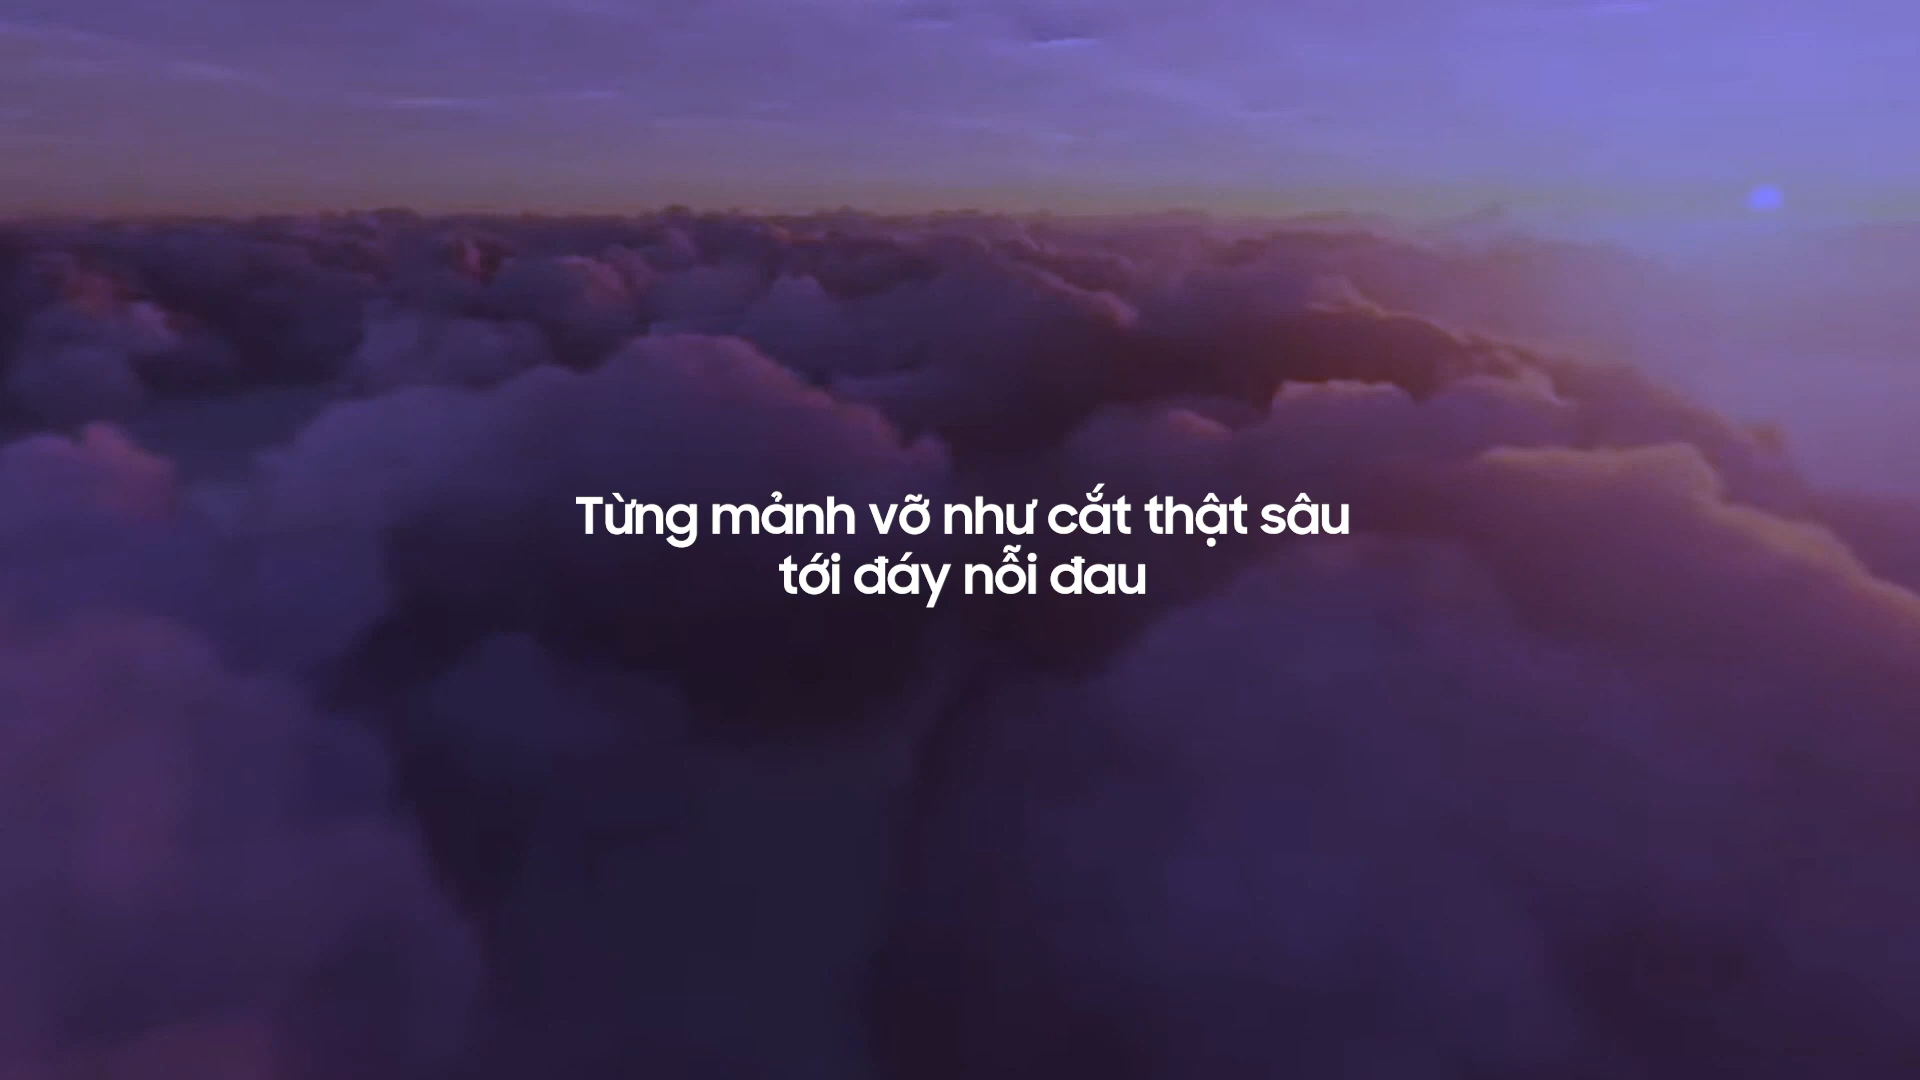 Từng mảnh vỡ như cắt thật sâu
tới đáy nỗi đau